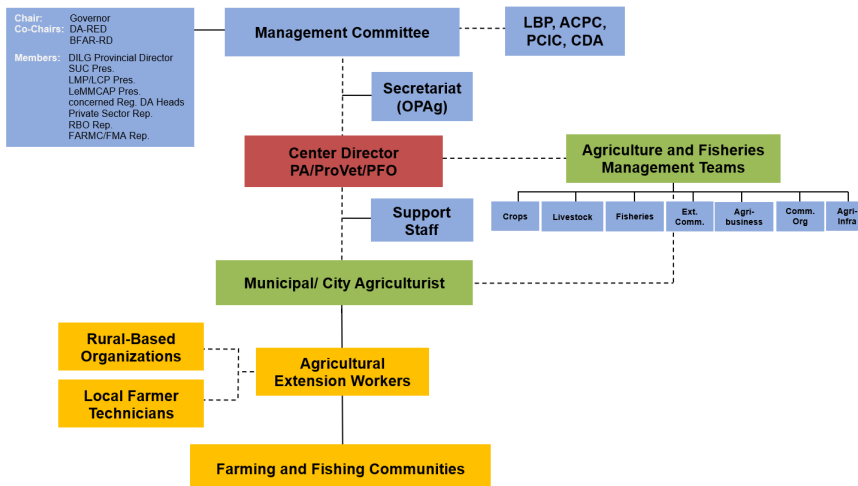 Chair: Governor
Co-Chairs: DA-RED
BFAR-RD
Members: DILG Provincial Director
SUC Pres.
LMP/LCP Pres.
LeMMCAP Pres.
concerned Reg. DA Heads
Private Sector Rep.
RBO Rep.
FARMC/FMA Rep.
Management Committee
LBP, ACPC,
PCIC, CDA
Secretariat
(OPAg)
Center Director
PA/ProVet/PFO
Agriculture and Fisheries
Management Teams
Support
Staff
Crops
Livestock
Fisheries
Ext.
Comm.
Agri-
business
Comm.
Org
Agri-
Infra
Municipal/ City Agriculturist
Rural-Based
Organizations
Agricultural
Extension Workers
Local Farmer
Technicians
Farming and Fishing Communities